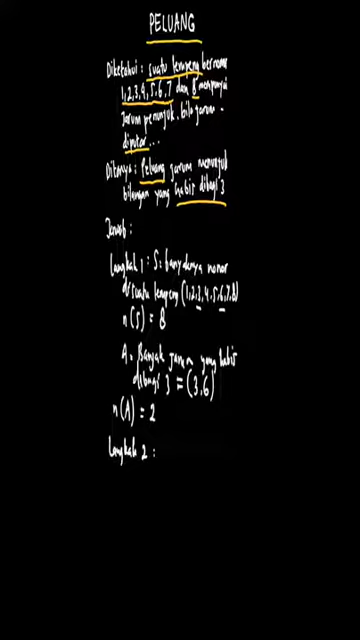 PELUANG
Diketahui : suatu lempeng bernomor
1,2,3,4,5,6,7 dan 8 mempunyai
Jarum penunjuk, bila jarum
diputar ...
Ditanya : Peluang jarum menunjuk
bilangan yang habis dibagi 3
Jawab :
Langkah 1 : S = banyaknya nomor
di suatu lempeng (1,2,3,4,5,6,7,8)
n(S) = 8
A = Banyak jarum yang habis
dibagi 3 = (3,6)
n(A) = 2
Langkah 2 :